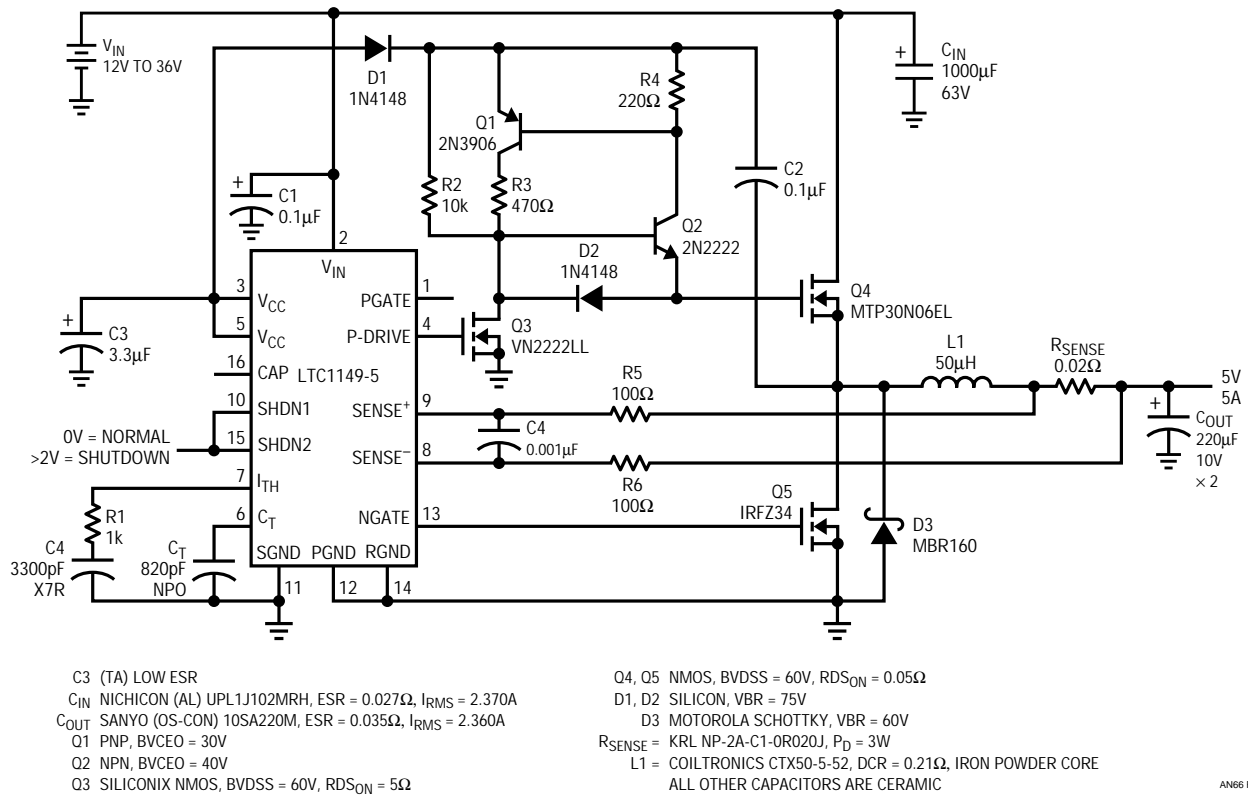 VIN
12V TO 36V
D1
1N4148
R4
220Ω
+
CIN
1000µF
63V
Q1
2N3906
R2
10k
R3
470Ω
C2
0.1µF
+
C1
0.1µF
Q2
2N2222
D2
1N4148
2
VIN
3
VCC
PGATE
1
5
VCC
P-DRIVE
4
Q3
VN2222LL
Q4
MTP30N06EL
+
C3
3.3µF
16
CAP
LTC1149-5
L1
50µH
RSENSE
0.02Ω
5V
5A
10
SHDN1
SENSE+
9
R5
100Ω
0V = NORMAL
>2V = SHUTDOWN
15
SHDN2
C4
0.001µF
+
COUT
220µF
10V
× 2
SENSE–
8
R6
100Ω
7
ITH
R1
1k
6
CT
NGATE
13
Q5
IRFZ34
D3
MBR160
C4
3300pF
X7R
CT
820pF
NPO
SGND
PGND
RGND
11
12
14
C3 (TA) LOW ESR
CIN NICHICON (AL) UPL1J102MRH, ESR = 0.027Ω, IRMS = 2.370A
COUT SANYO (OS-CON) 10SA220M, ESR = 0.035Ω, IRMS = 2.360A
Q1 PNP, BVCEO = 30V
Q2 NPN, BVCEO = 40V
Q3 SILICONIX NMOS, BVDSS = 60V, RDSON = 5Ω
Q4, Q5 NMOS, BVDSS = 60V, RDSON = 0.05Ω
D1, D2 SILICON, VBR = 75V
D3 MOTOROLA SCHOTTKY, VBR = 60V
RSENSE = KRL NP-2A-C1-0R020J, PD = 3W
L1 = COILTRONICS CTX50-5-52, DCR = 0.21Ω, IRON POWDER CORE
ALL OTHER CAPACITORS ARE CERAMIC
AN66